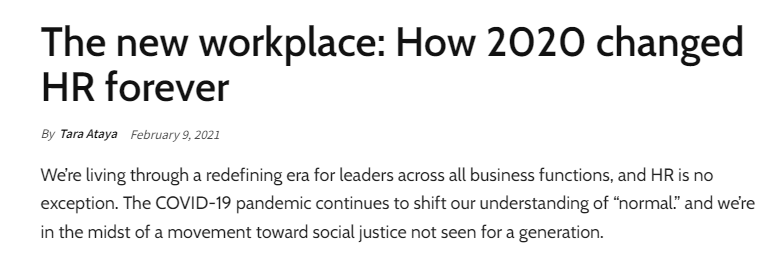 The new workplace: How 2020 changed
HR forever
By Tara Ataya February 9, 2021
We're living through a redefining era for leaders across all business functions, and HR is no
exception. The COVID-19 pandemic continues to shift our understanding of “normal.” and we're
in the midst of a movement toward social justice not seen for a generation.